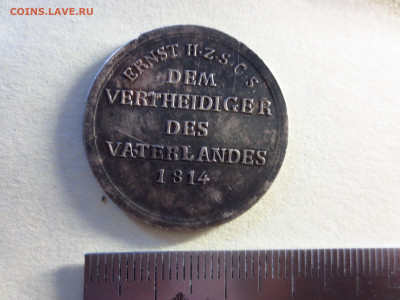 COINS.LAVE.RU
ERNST H.Z.S.C.S.
DEM
VERTHEIDIGER
DES
VATERLANDES
1814